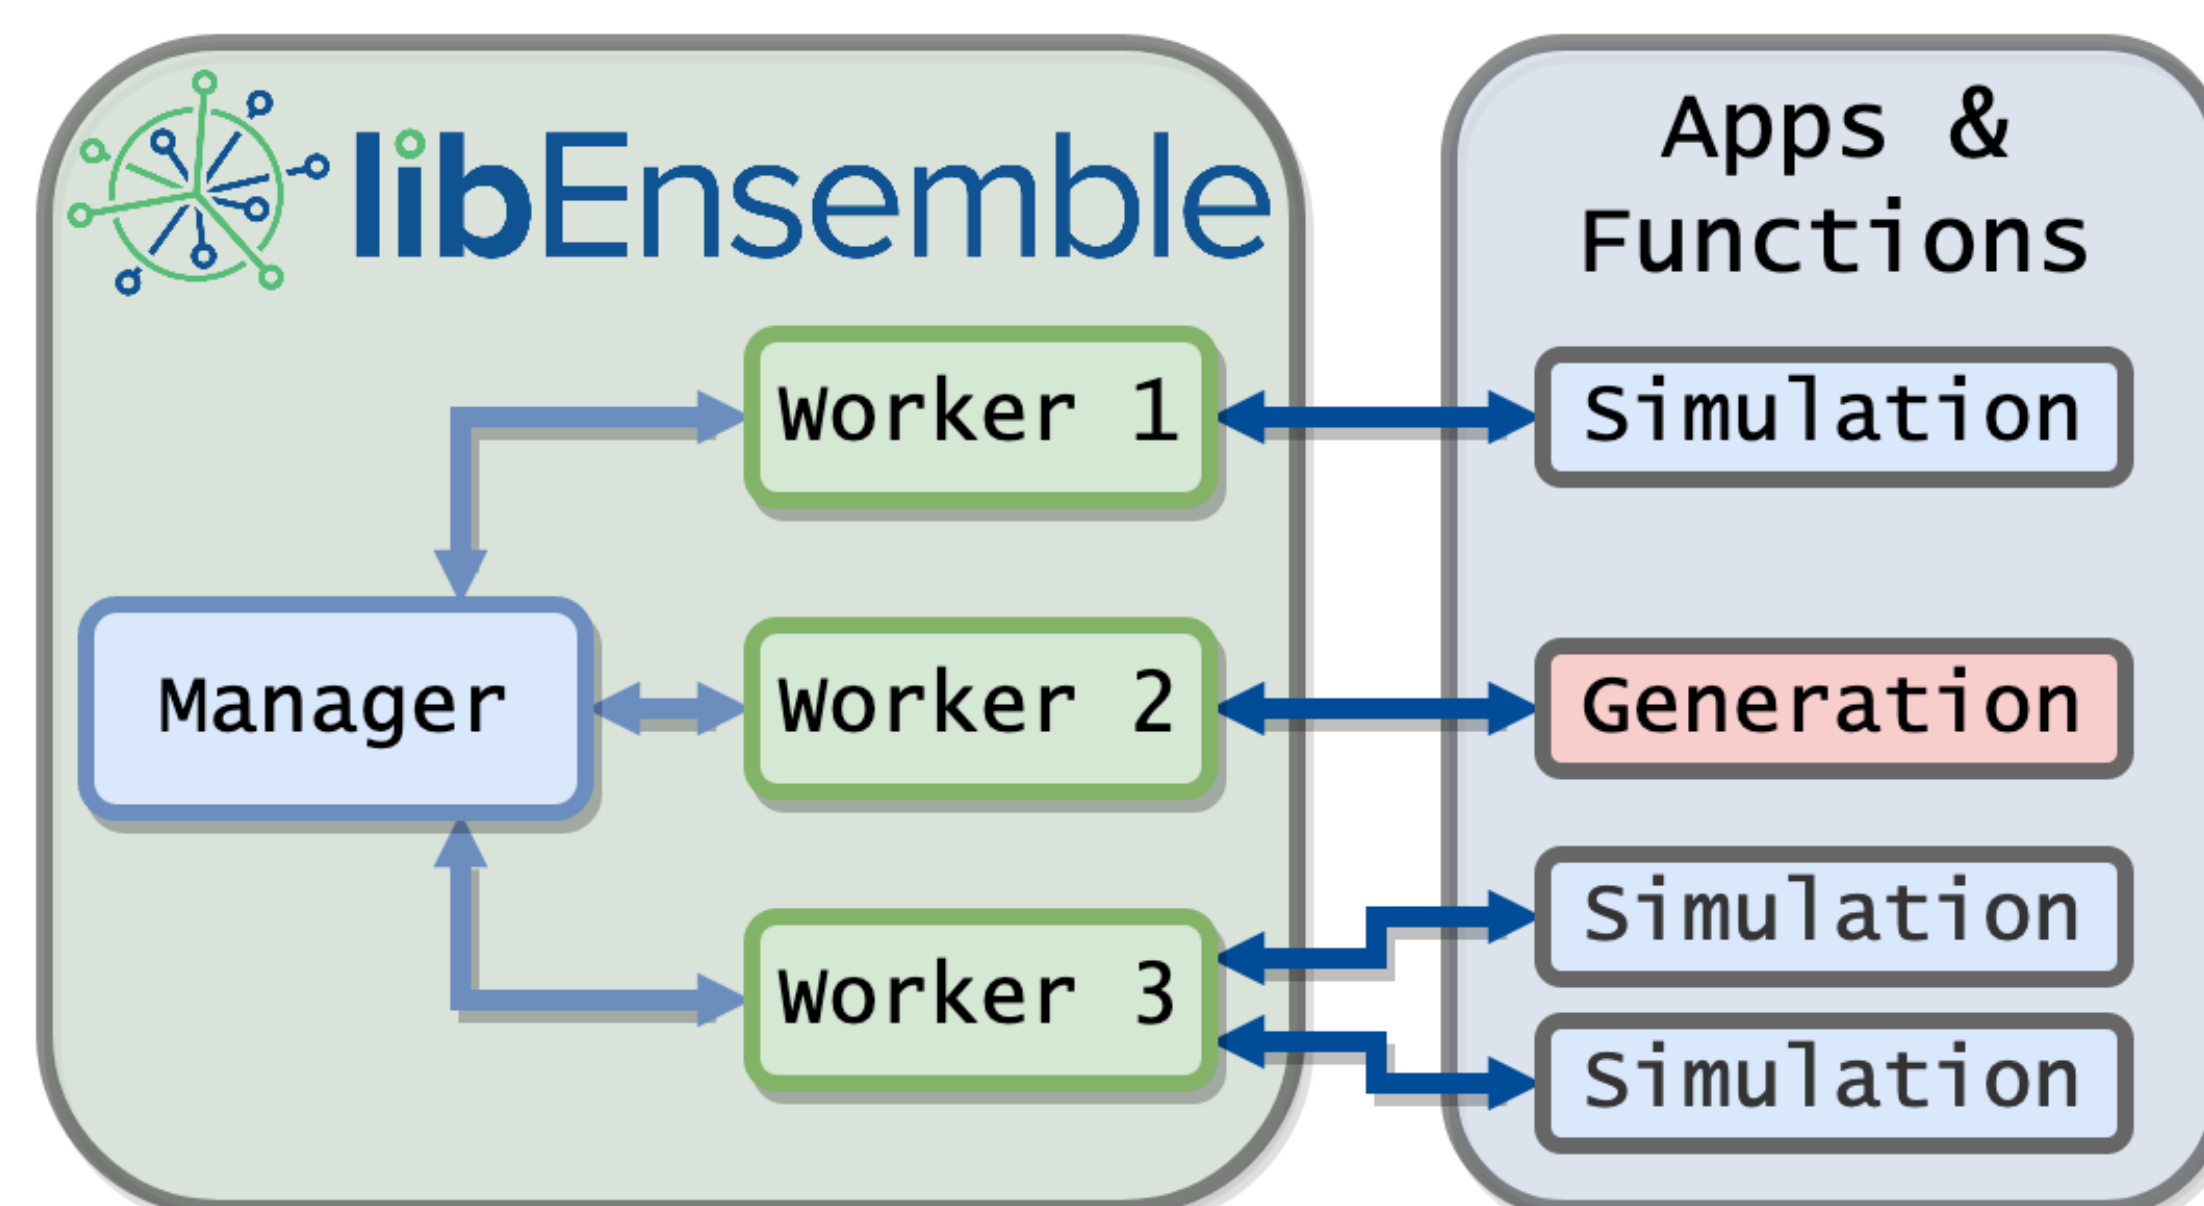 libEnsemble
Manager
Worker 1
Worker 2
Worker 3
Apps &
Functions
Simulation
Generation
Simulation
Simulation